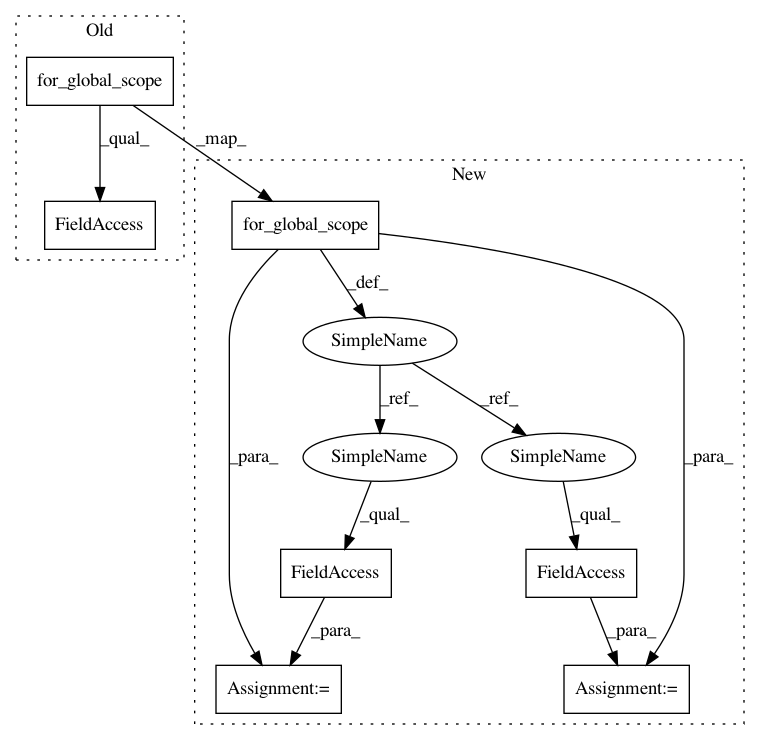 Old
for_global_scope
_qual_
_map_
FieldAccess
New
for_global_scope
_def_
SimpleName
_ref_
_ref_
_para_
SimpleName
SimpleName
_para_
_qual_
_qual_
FieldAccess
FieldAccess
_para_
_para_
Assignment:=
Assignment:=